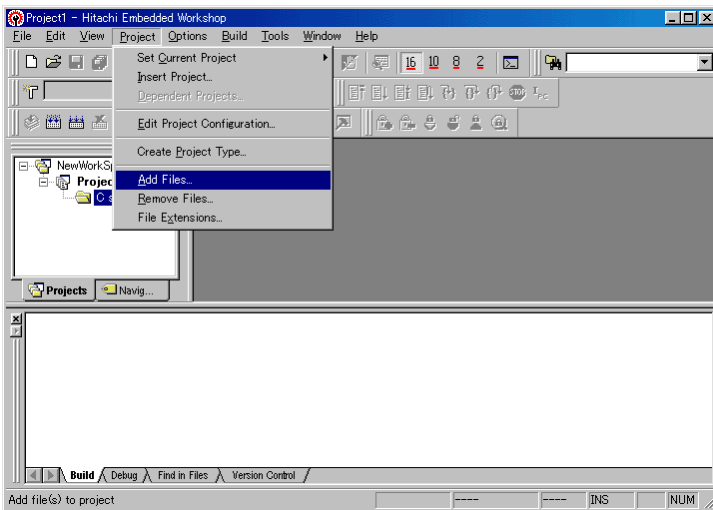 Project1 - Hitachi Embedded Workshop
File Edit View Project Options Build Tools Window Help
16 10 8 2
Set Current Project
Insert Project...
Dependent Projects...
Edit Project Configuration...
Create Project Type...
Add Files...
Remove Files...
File Extensions...
STOP
PC
NewWorkSp
Projec
C s
Projects Navig...
Build Debug Find in Files Version Control
Add file(s) to project ---- ---- INS NUM